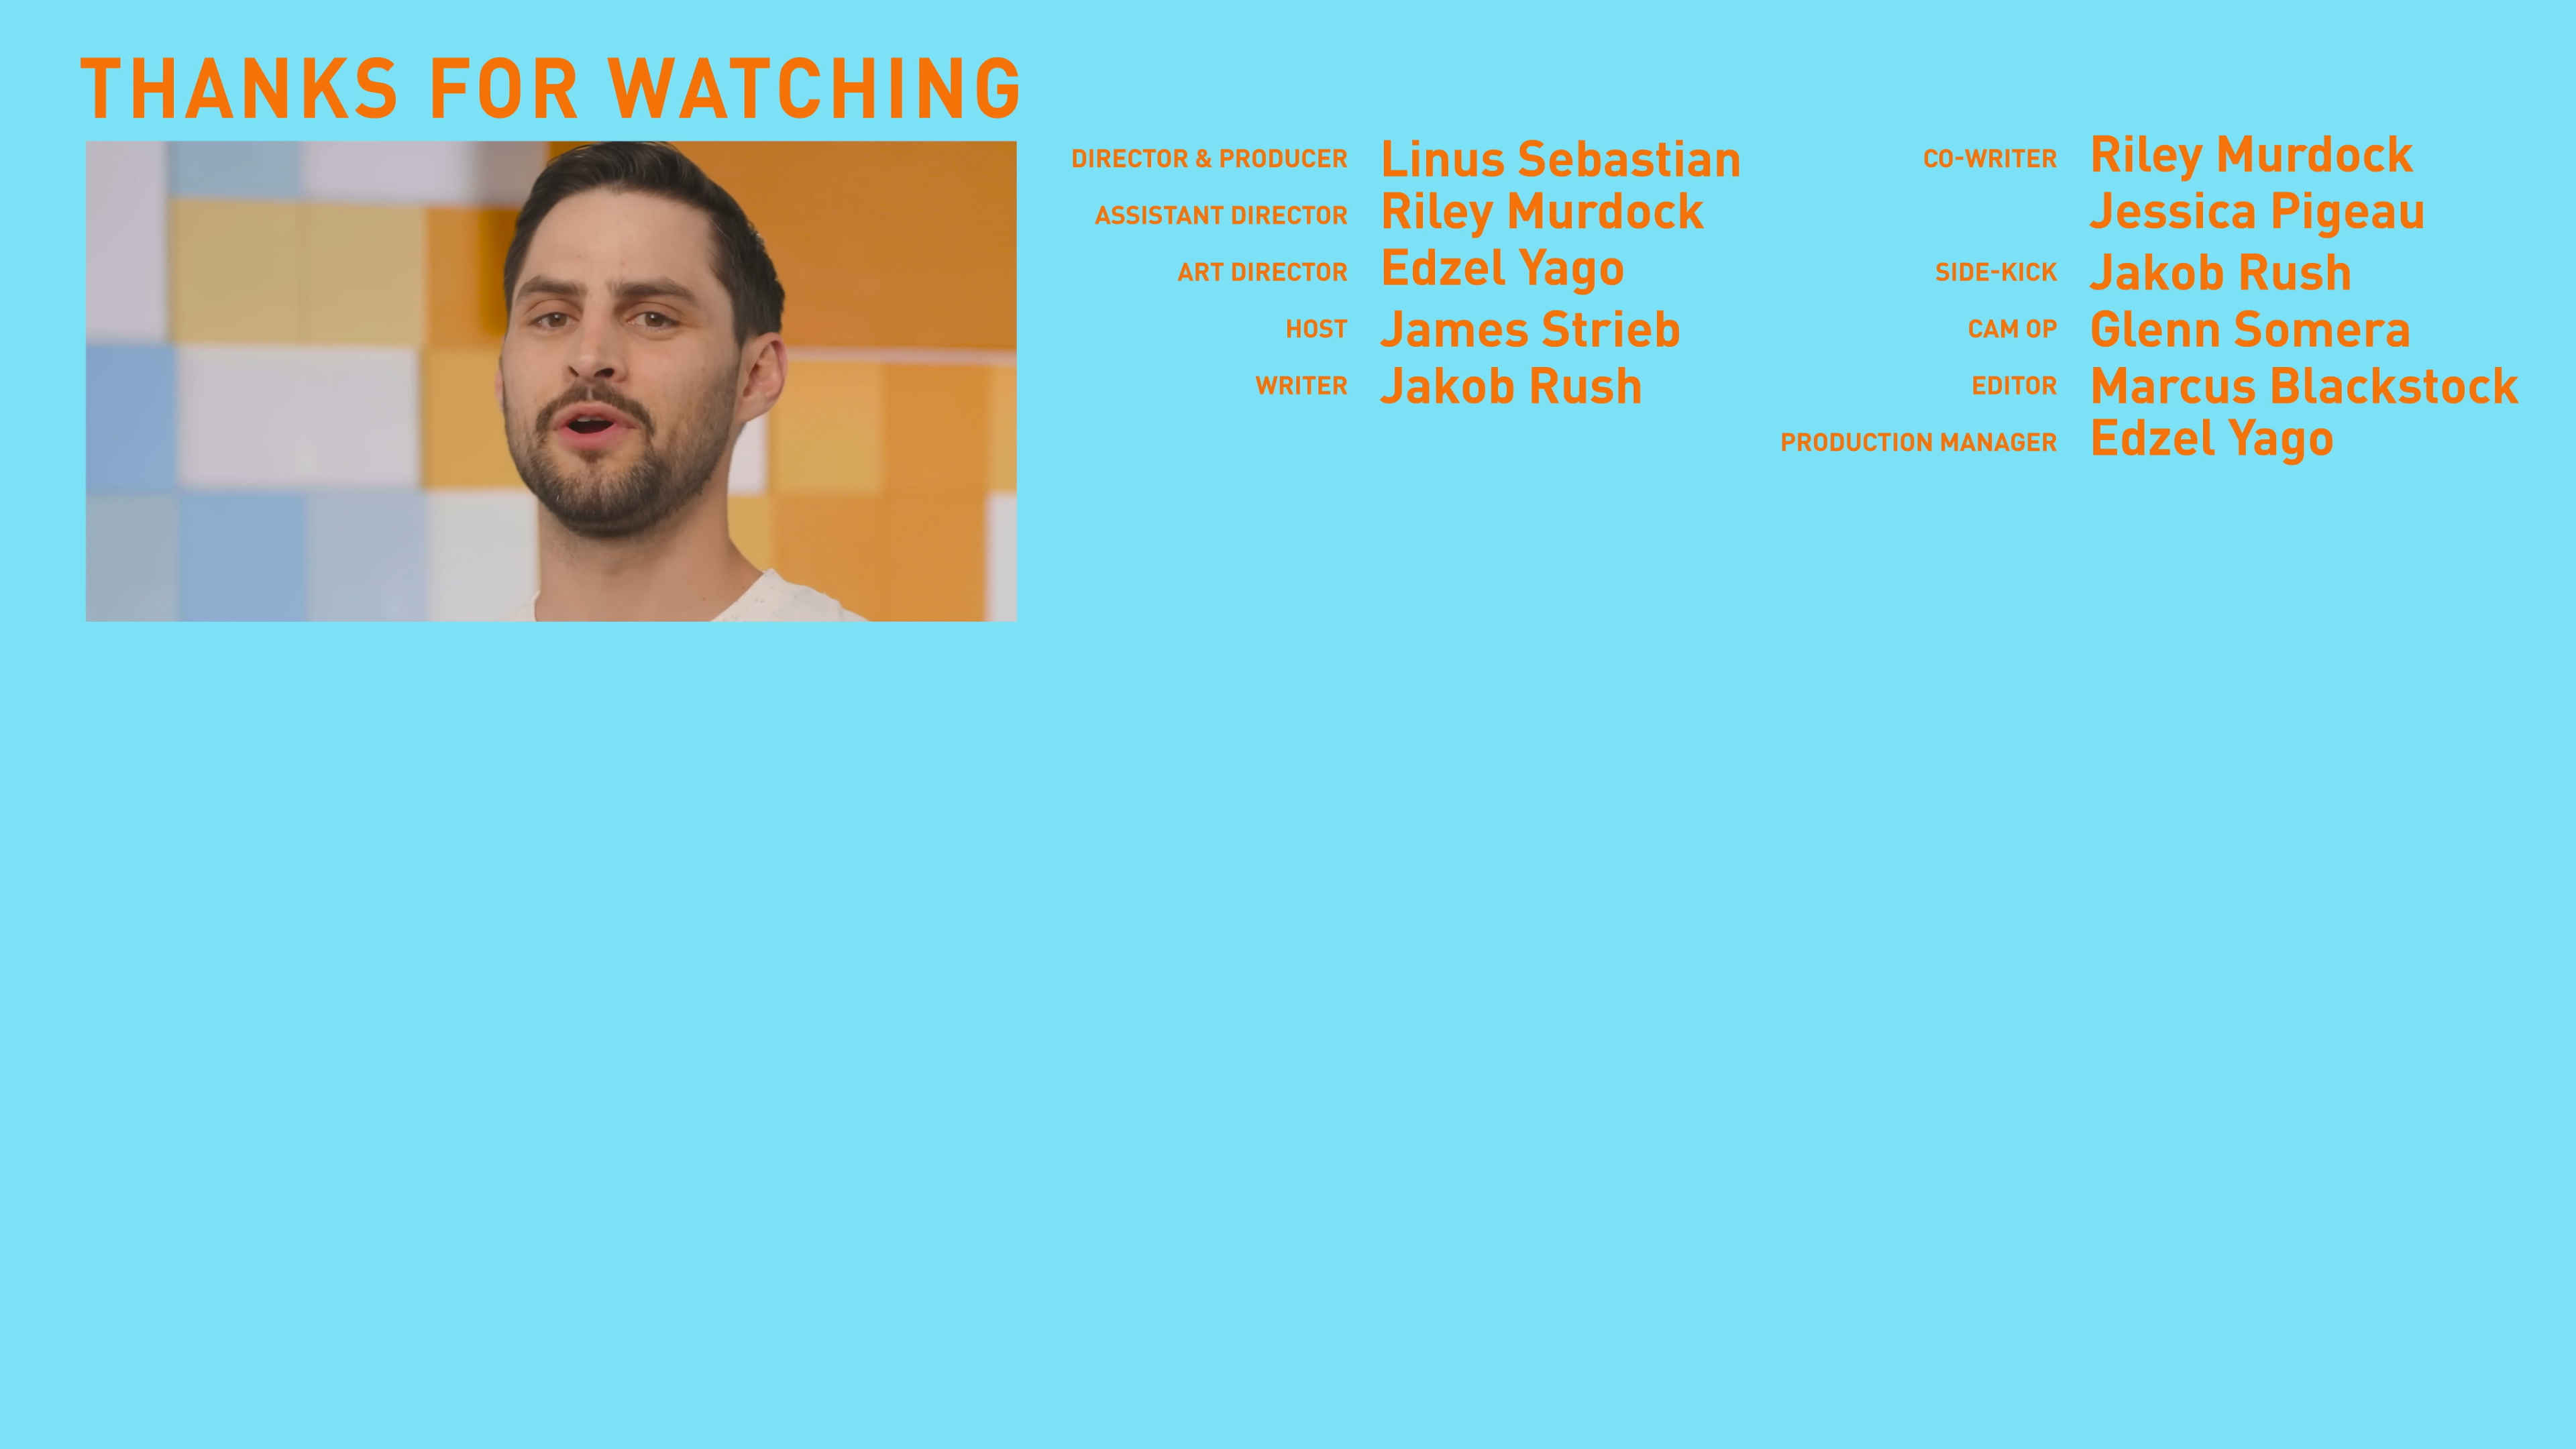 THANKS FOR WATCHING
DIRECTOR & PRODUCER Linus Sebastian
ASSISTANT DIRECTOR Riley Murdock
ART DIRECTOR Edzel Yago
HOST James Strieb
WRITER Jakob Rush
CO-WRITER Riley Murdock
Jessica Pigeau
SIDE-KICK Jakob Rush
CAM OP Glenn Somera
EDITOR Marcus Blackstock
PRODUCTION MANAGER Edzel Yago